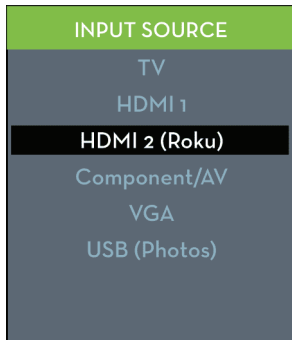 INPUT SOURCE
TV
HDMI 1
HDMI 2 (Roku)
Component/AV
VGA
USB (Photos)